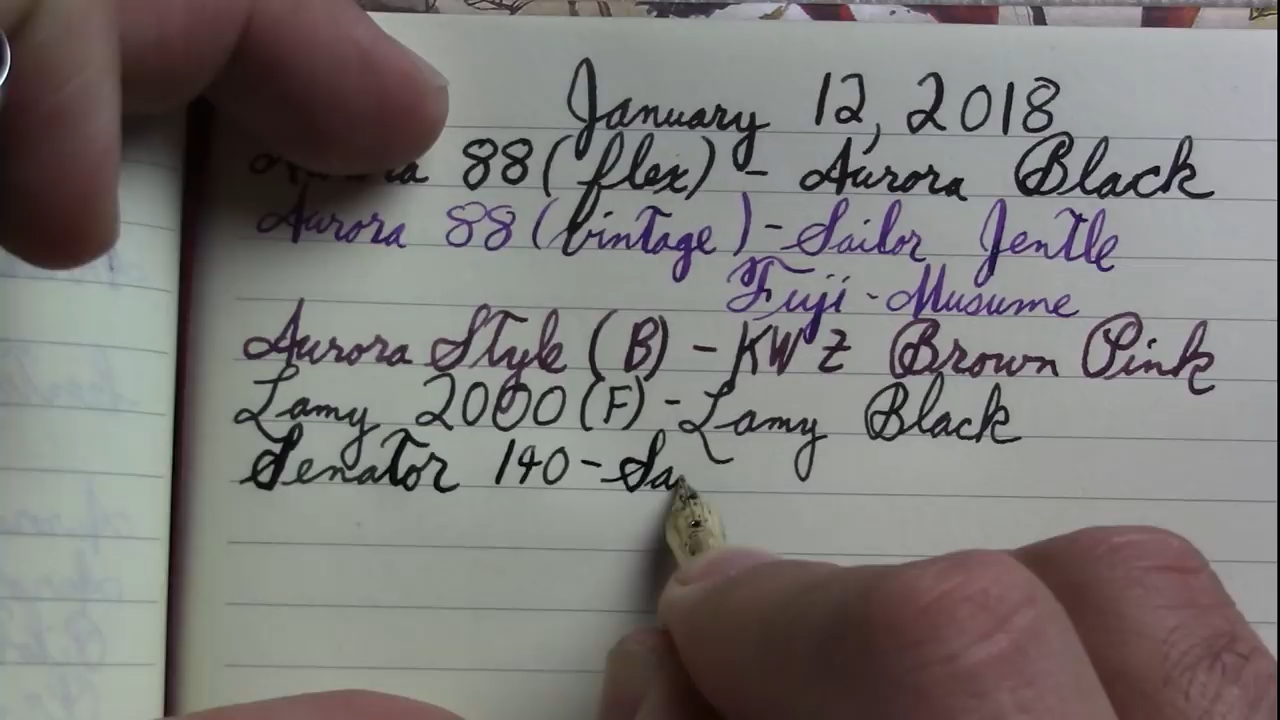 January 12, 2018
88 (flex) - Aurora Black
Aurora 88 (vintage) - Sailor Jentle
Fuji - Musume
Aurora Style (B) - KWZ Brown Pink
Lamy 2000 (F) - Lamy Black
Senator 140 - Sa